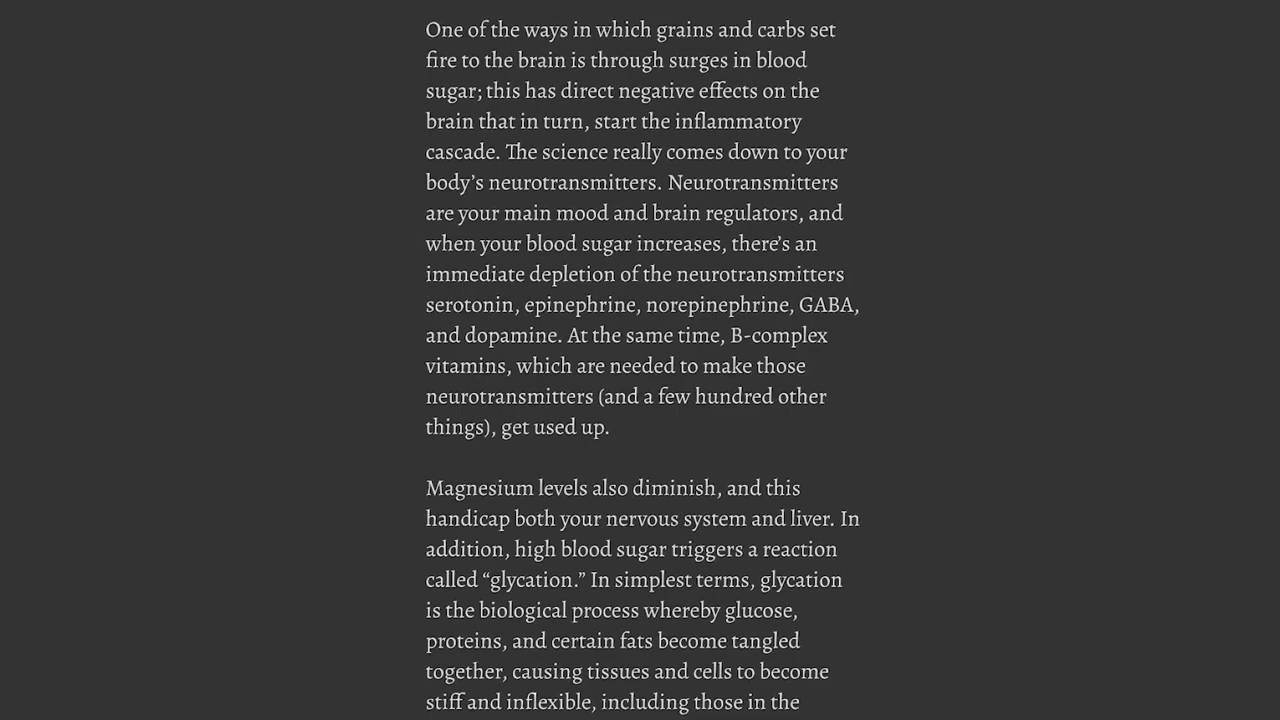 One of the ways in which grains and carbs set
fire to the brain is through surges in blood
sugar; this has direct negative effects on the
brain that in turn, start the inflammatory
cascade. The science really comes down to your
body’s neurotransmitters. Neurotransmitters
are your main mood and brain regulators, and
when your blood sugar increases, there’s an
immediate depletion of the neurotransmitters
serotonin, epinephrine, norepinephrine, GABA,
and dopamine. At the same time, B-complex
vitamins, which are needed to make those
neurotransmitters (and a few hundred other
things), get used up.
Magnesium levels also diminish, and this
handicap both your nervous system and liver. In
addition, high blood sugar triggers a reaction
called “glycation.” In simplest terms, glycation
is the biological process whereby glucose,
proteins, and certain fats become tangled
together, causing tissues and cells to become
stiff and inflexible, including those in the